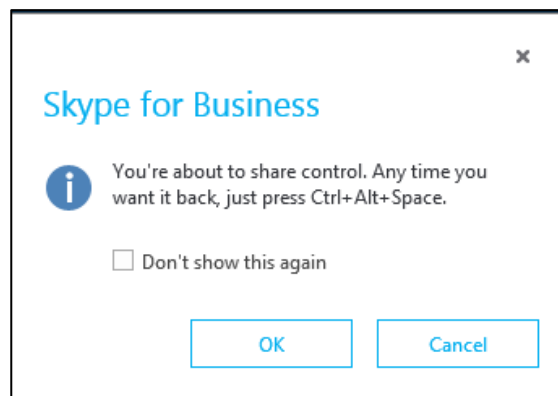 Skype for Business
You're about to share control. Any time you
want it back, just press Ctrl+Alt+Space.
Don't show this again
OK
Cancel